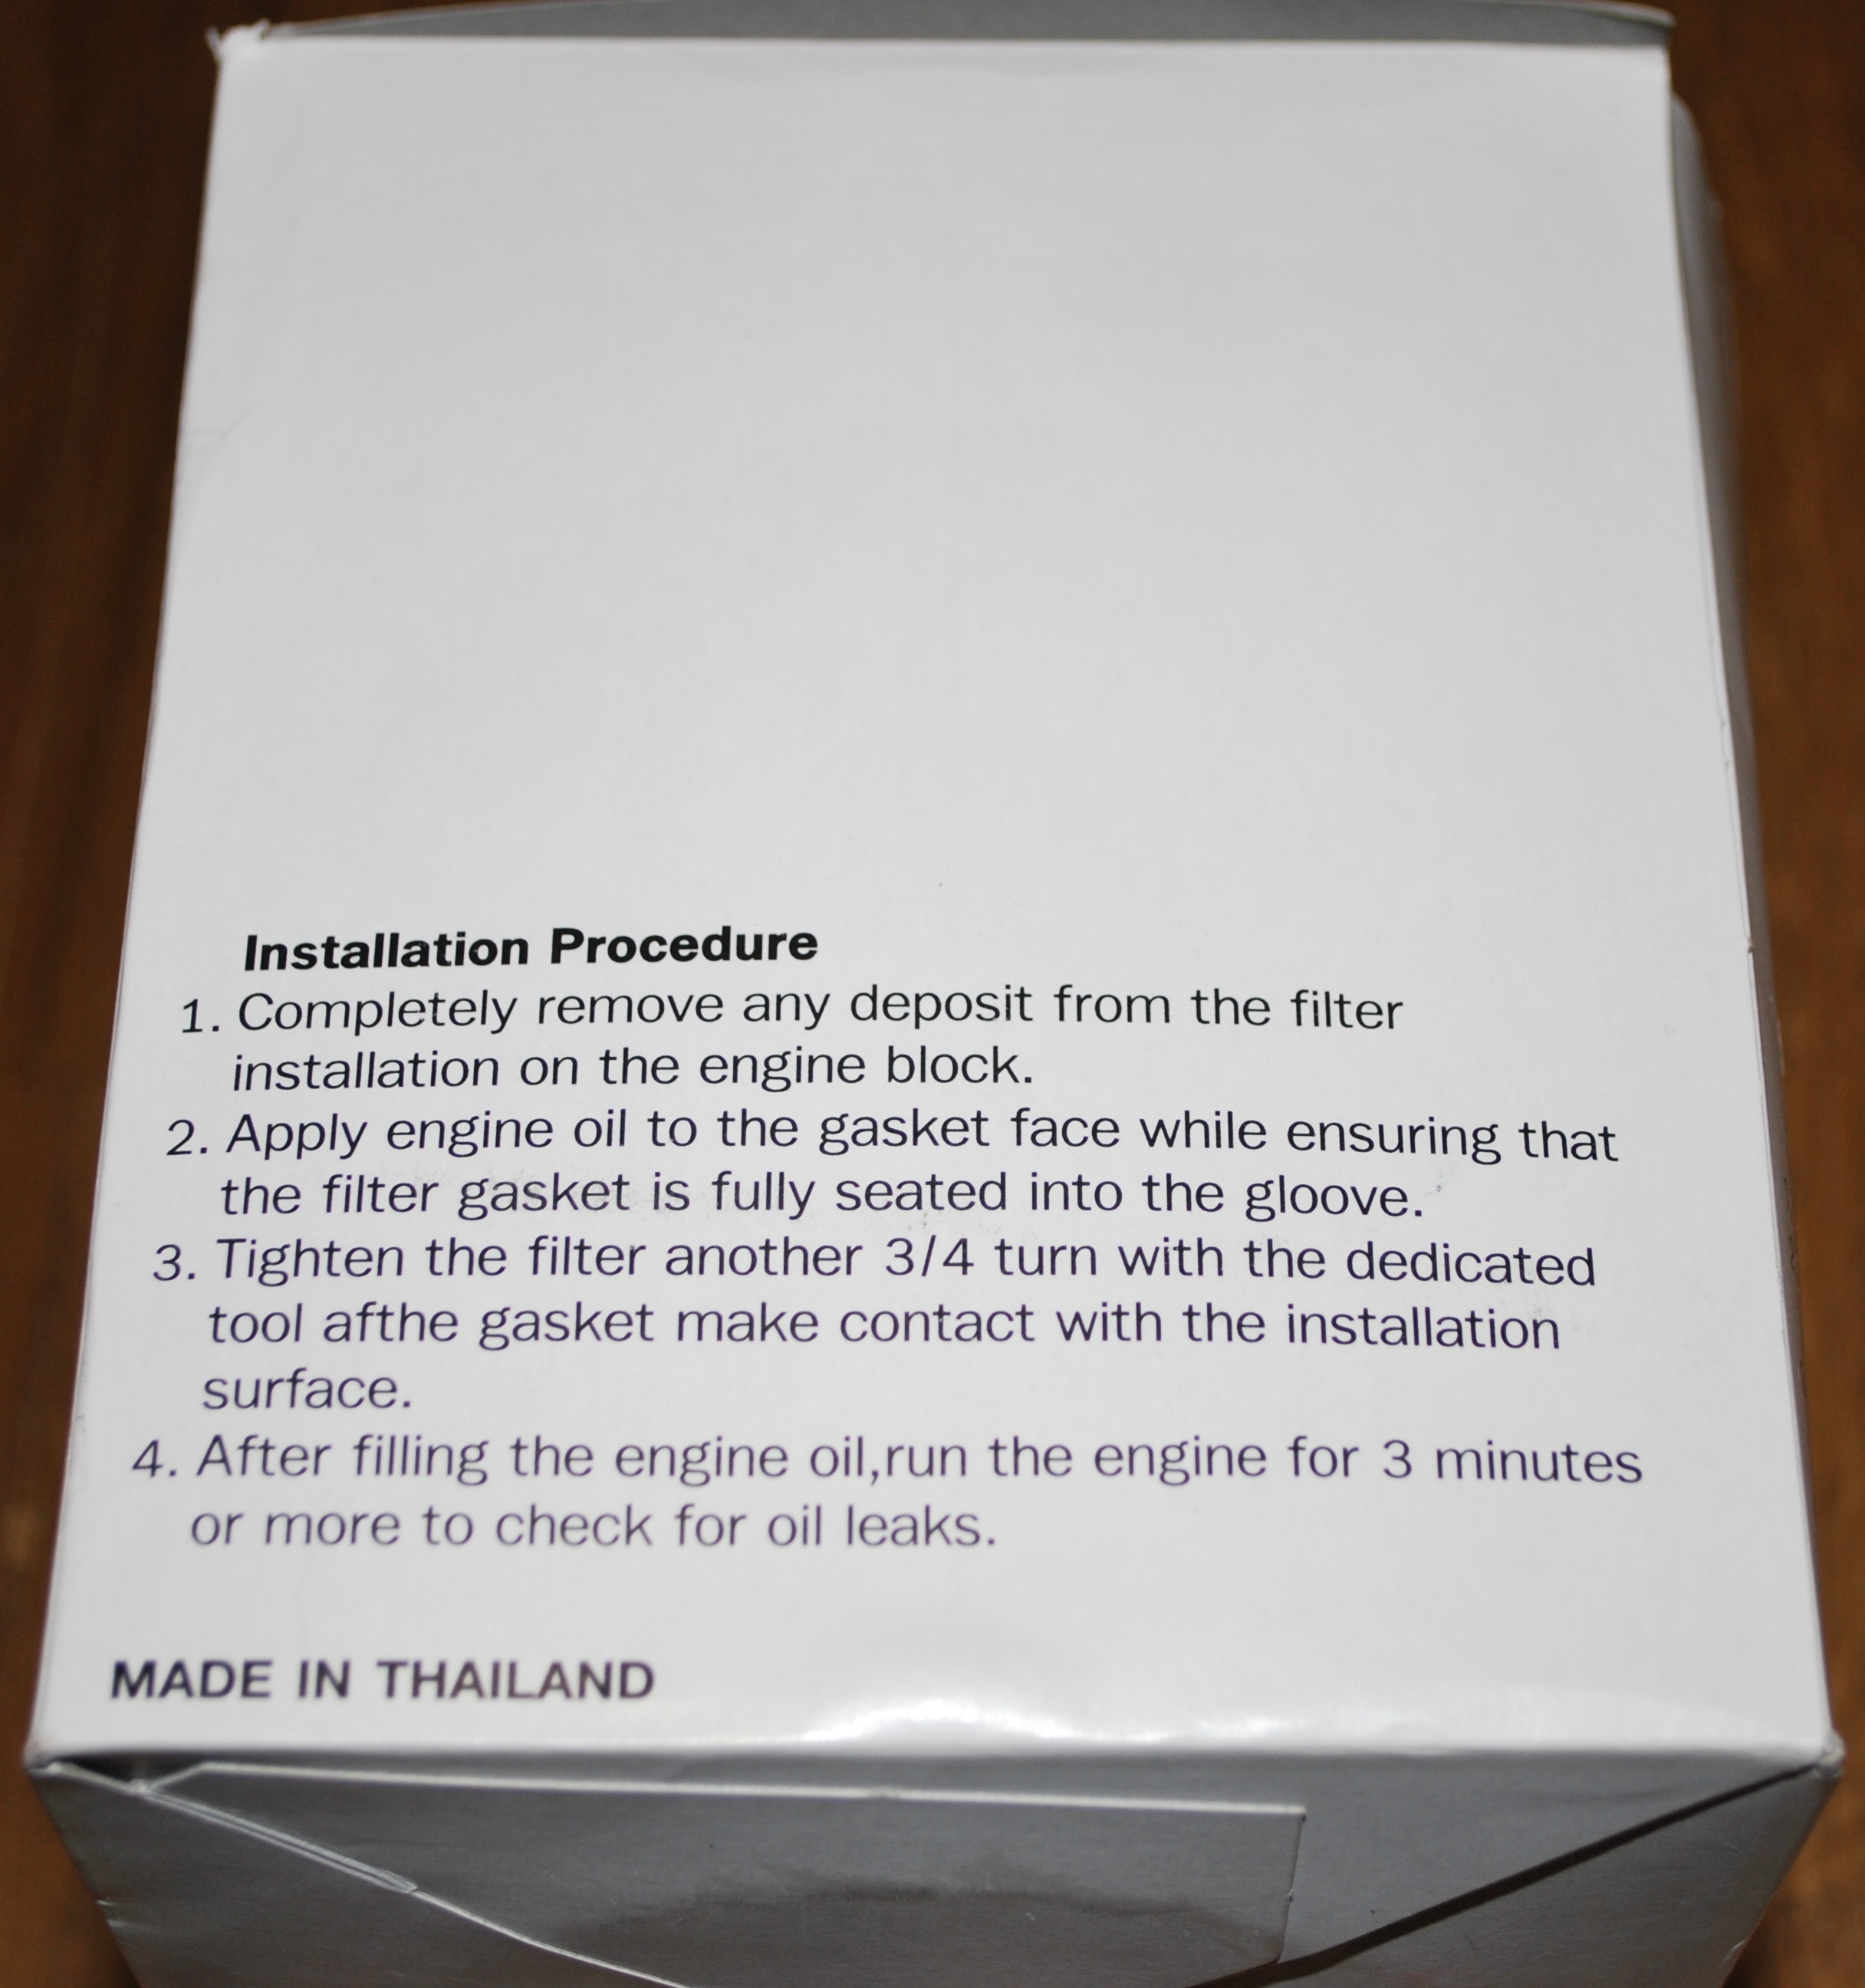 Installation Procedure
1. Completely remove any deposit from the filter
installation on the engine block.
2. Apply engine oil to the gasket face while ensuring that
the filter gasket is fully seated into the gloove.
3. Tighten the filter another 3/4 turn with the dedicated
tool afthe gasket make contact with the installation
surface.
4. After filling the engine oil,run the engine for 3 minutes
or more to check for oil leaks.
MADE IN THAILAND